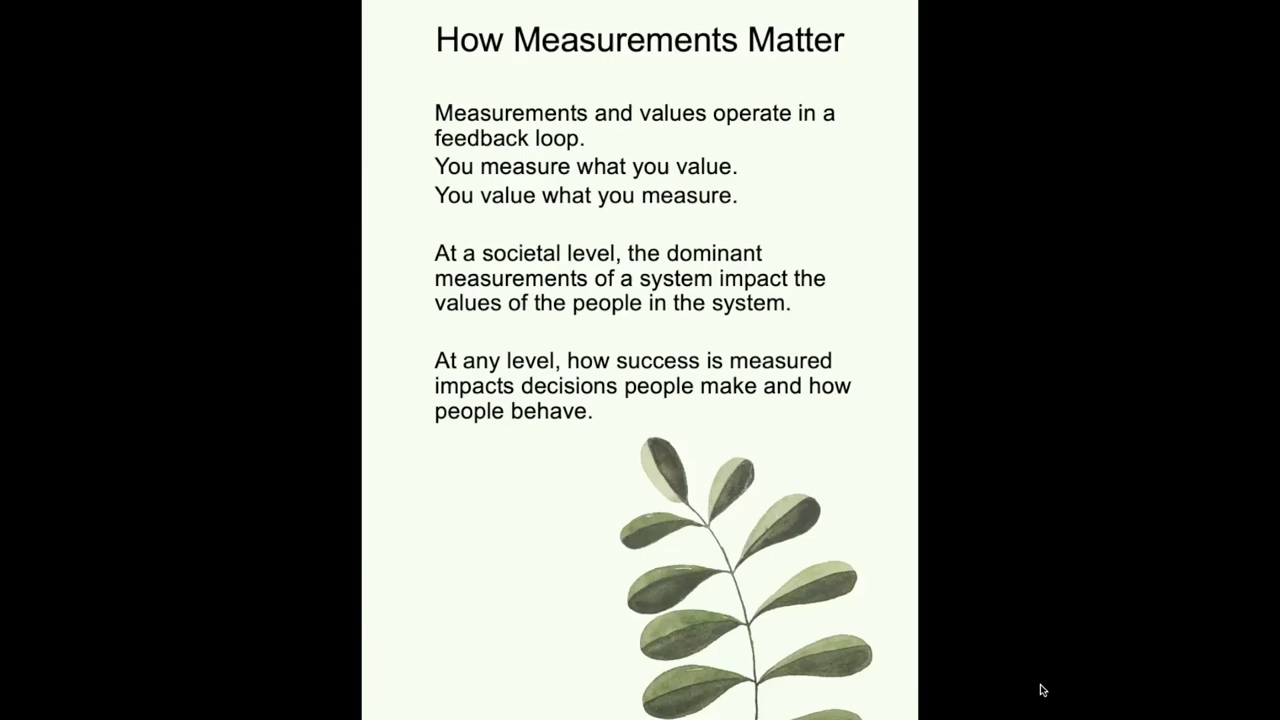 How Measurements Matter
Measurements and values operate in a
feedback loop.
You measure what you value.
You value what you measure.
At a societal level, the dominant
measurements of a system impact the
values of the people in the system.
At any level, how success is measured
impacts decisions people make and how
people behave.